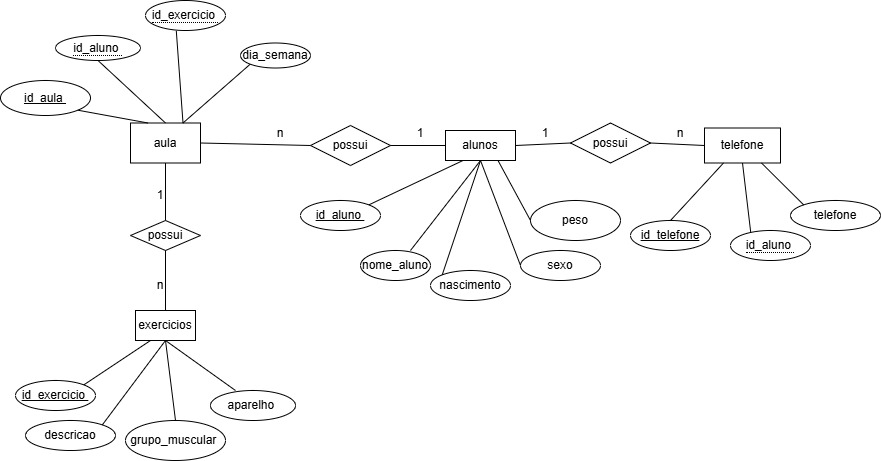 id_exercicio
id_aluno
dia_semana
id_aula
aula
n
possui
1
alunos
1
possui
n
telefone
1
possui
n
id_aluno
peso
nome_aluno
sexo
nascimento
id_telefone
id_aluno
telefone
exercicios
id_exercicio
descricao
grupo_muscular
aparelho